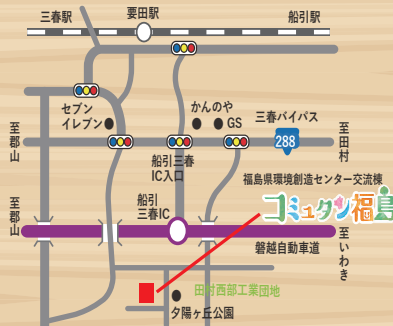 三春駅
要田駅
船引駅
セブン
イレブン
かんのや
GS
三春バイパス
288
至郡山
至田村
船引三春
IC入口
福島県環境創造センター交流棟
コミュタン福島
至郡山
船引
三春IC
磐越自動車道
至いわき
田村西部工業団地
夕陽ヶ丘公園